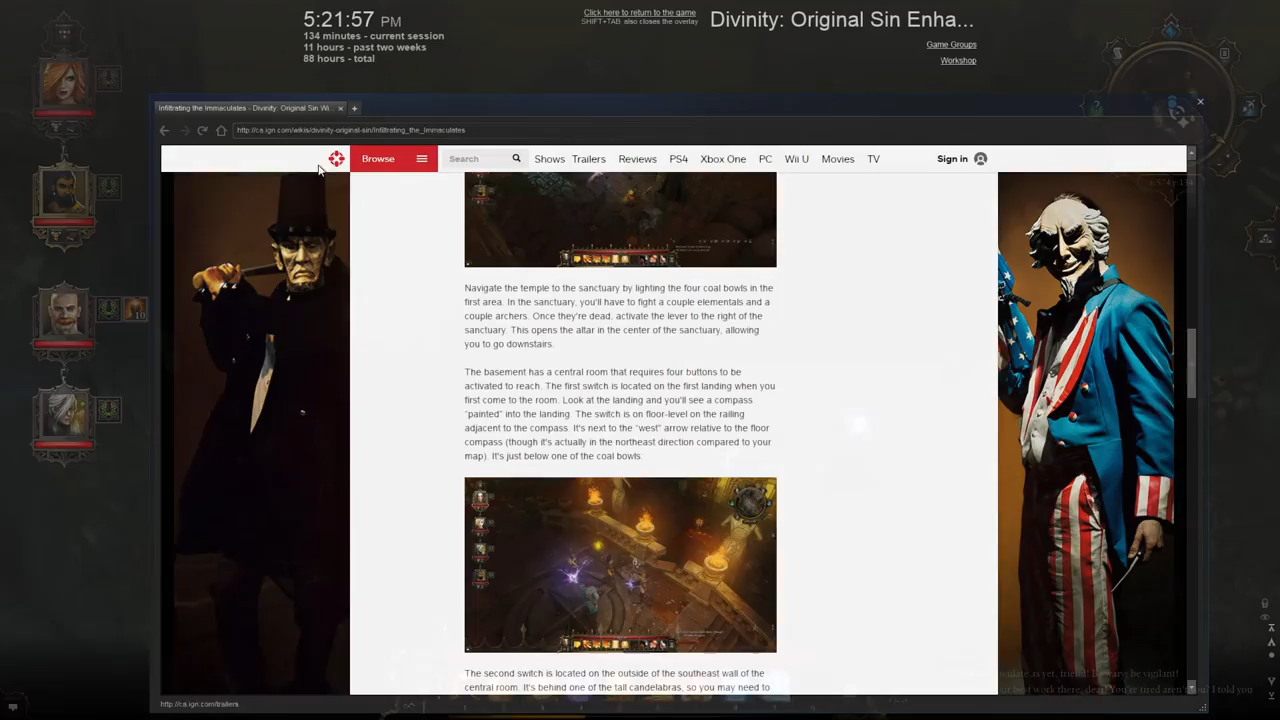 5:21:57 PM
134 minutes - current session
11 hours - past two weeks
88 hours - total
Click here to return to the game
SHIFT+TAB also closes the overlay
Divinity: Original Sin Enha...
Game Groups
Workshop
Infiltrating the Immaculates - Divinity: Original Sin Wi...
http://ca.ign.com/wikis/divinity-original-sin/Infiltrating_the_Immaculates
Browse
Search
Shows Trailers Reviews PS4 Xbox One PC Wii U Movies TV
Sign in
Navigate the temple to the sanctuary by lighting the four coal bowls in the
first area. In the sanctuary, you'll have to fight a couple elementals and a
couple archers. Once they're dead, activate the lever to the right of the
sanctuary. This opens the altar in the center of the sanctuary, allowing
you to go downstairs.
The basement has a central room that requires four buttons to be
activated to reach. The first switch is located on the first landing when you
first come to the room. Look at the landing and you'll see a compass
"painted" into the landing. The switch is on floor-level on the railing
adjacent to the compass. It's next to the "west" arrow relative to the floor
compass (though it's actually in the northeast direction compared to your
map). It's just below one of the coal bowls.
The second switch is located on the outside of the southeast wall of the
central room. It's behind one of the tall candelabras, so you may need to
10
http://ca.ign.com/trailers